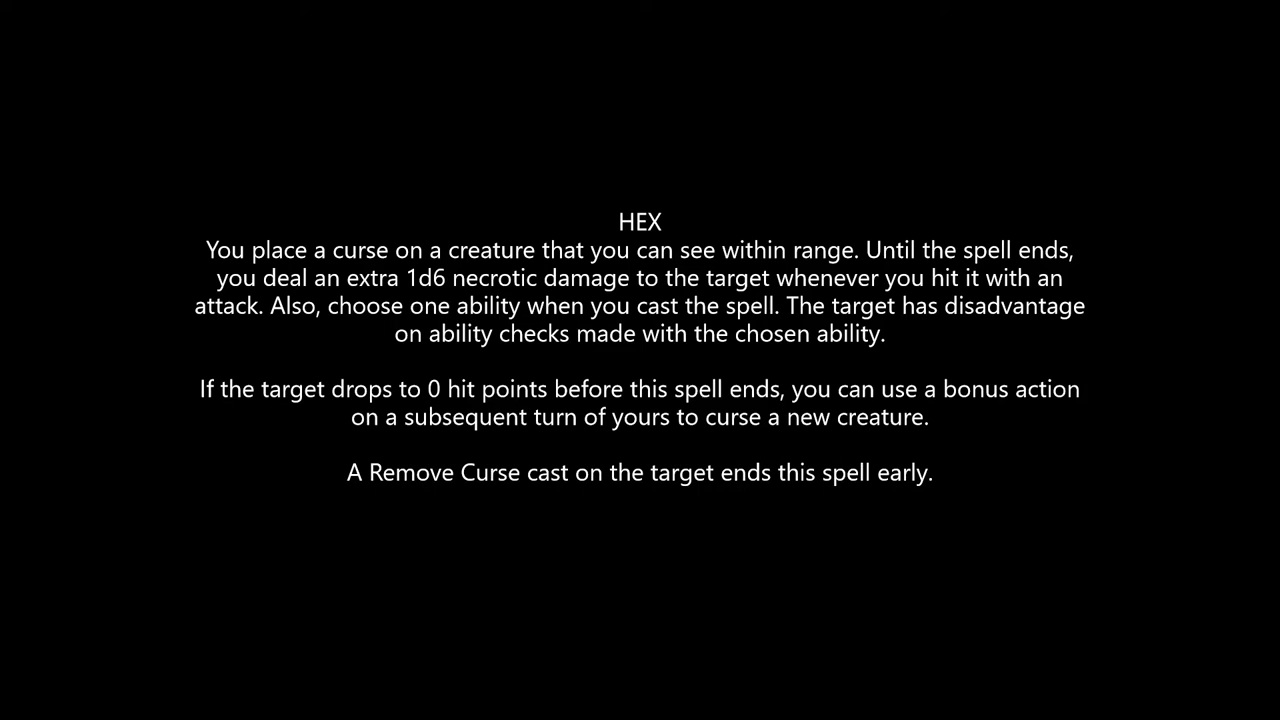 HEX
You place a curse on a creature that you can see within range. Until the spell ends,
you deal an extra 1d6 necrotic damage to the target whenever you hit it with an
attack. Also, choose one ability when you cast the spell. The target has disadvantage
on ability checks made with the chosen ability.
If the target drops to 0 hit points before this spell ends, you can use a bonus action
on a subsequent turn of yours to curse a new creature.
A Remove Curse cast on the target ends this spell early.